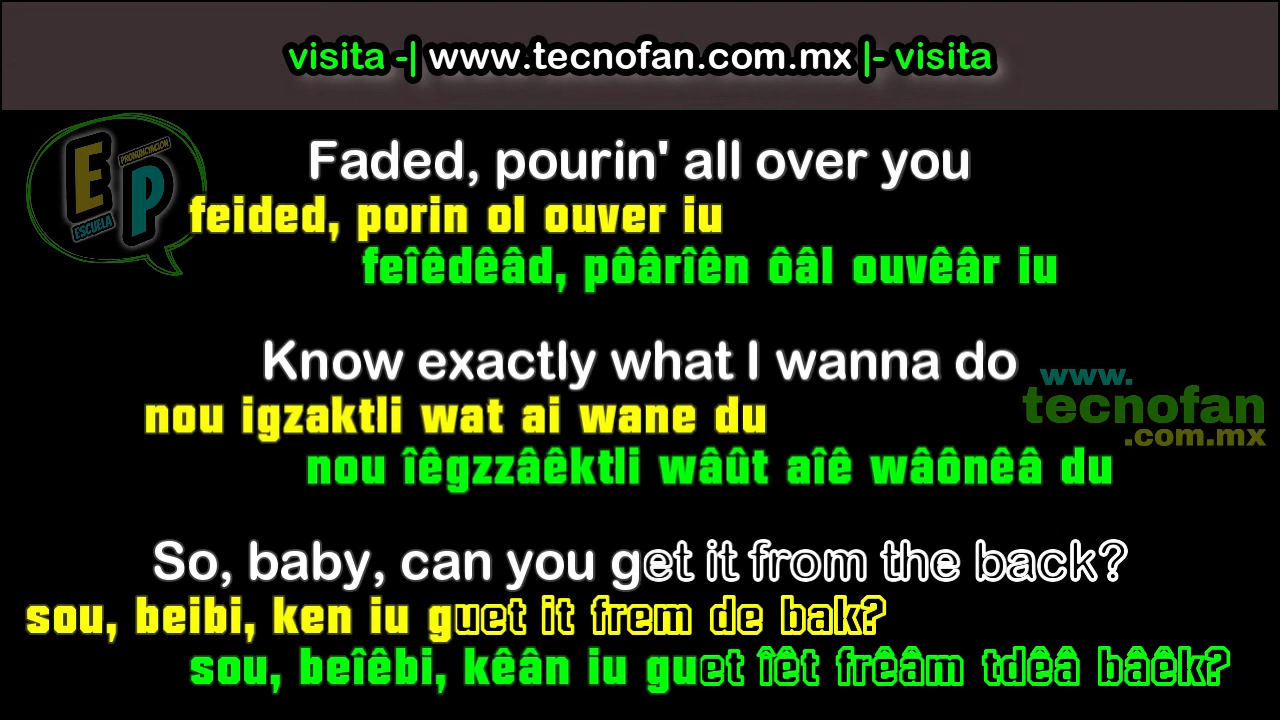 visita -| www.tecnofan.com.mx |- visita
E
PRONUNCYACION
P
ESCUELA
Faded, pourin' all over you
feided, porin ol ouver iu
feîêdêâd, pôârîên ôâl ouvêâr iu
Know exactly what I wanna do
nou igzaktli wat ai wane du
nou îêgzzâêktli wâût aîê wâônêâ du
www.
tecnofan
.com.mx
So, baby, can you get it from the back?
sou, beibi, ken iu guet it frem de bak?
sou, beîêbi, kêân iu guet îêt frêâm tdêâ bâêk?